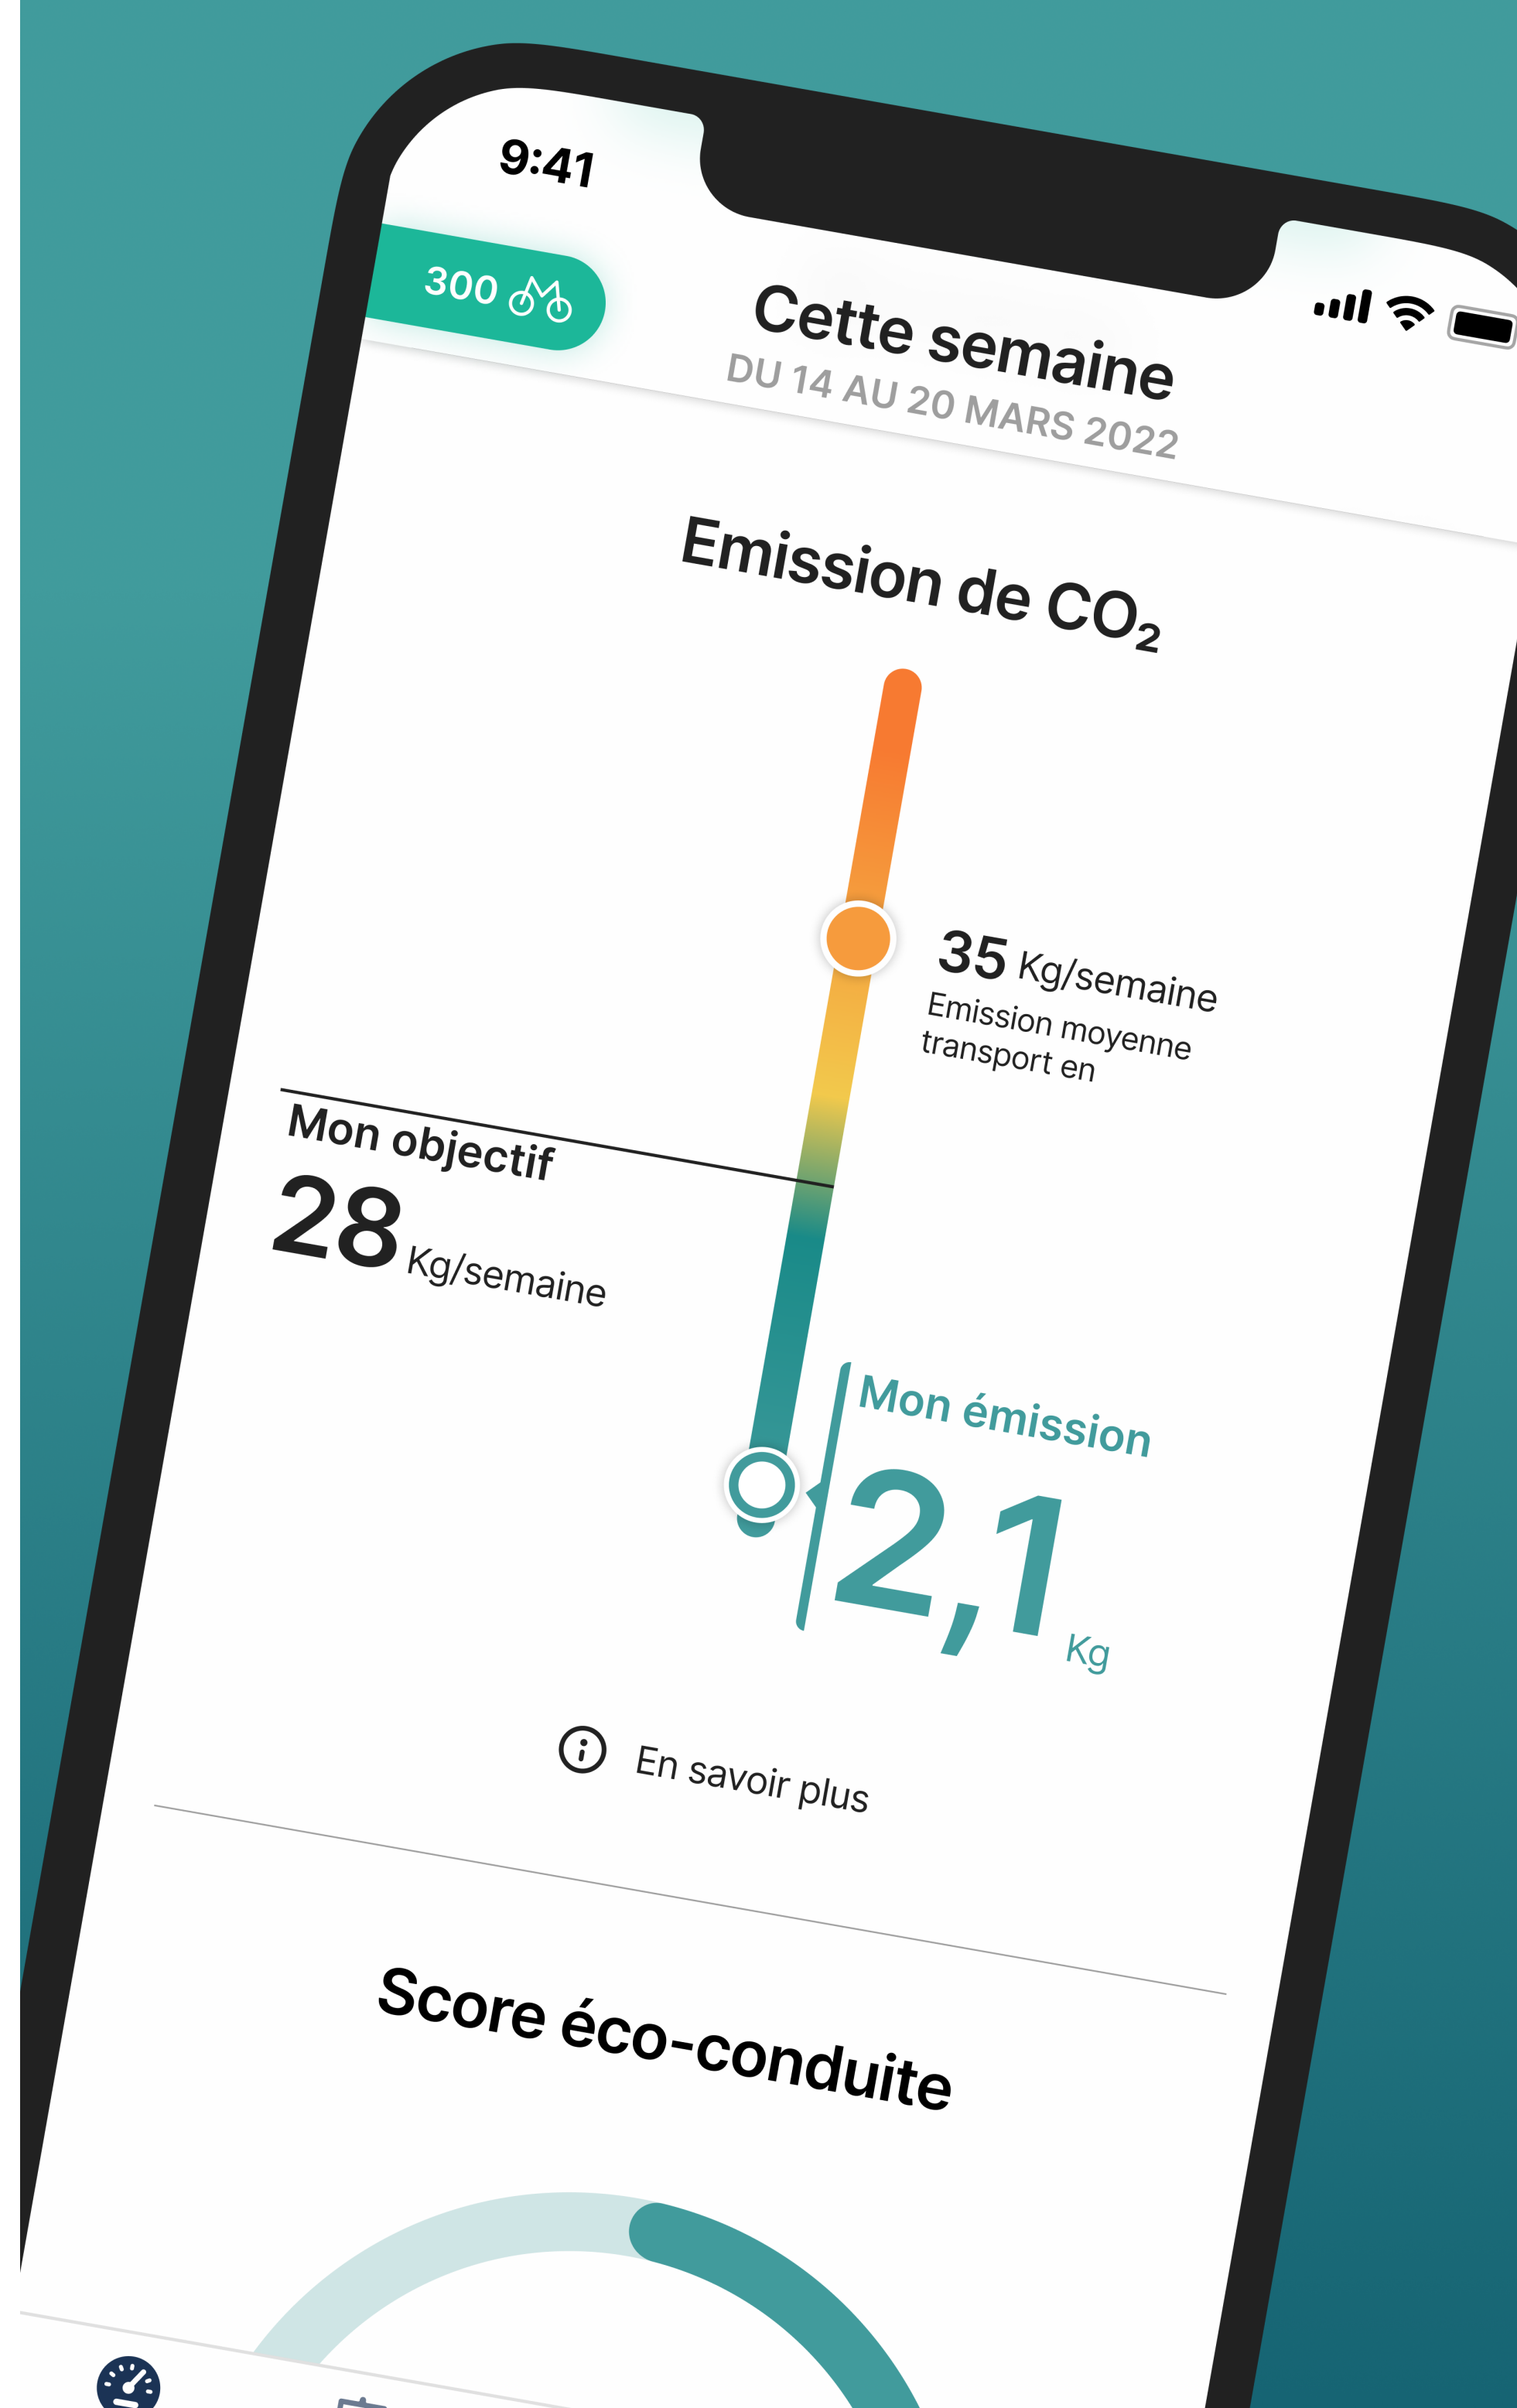 9:41
300
Cette semaine
DU 14 AU 20 MARS 2022
Emission de CO₂
35 Kg/semaine
Emission moyenne
transport en
Mon objectif
28 Kg/semaine
Mon émission
2,1 Kg
En savoir plus
Score éco-conduite